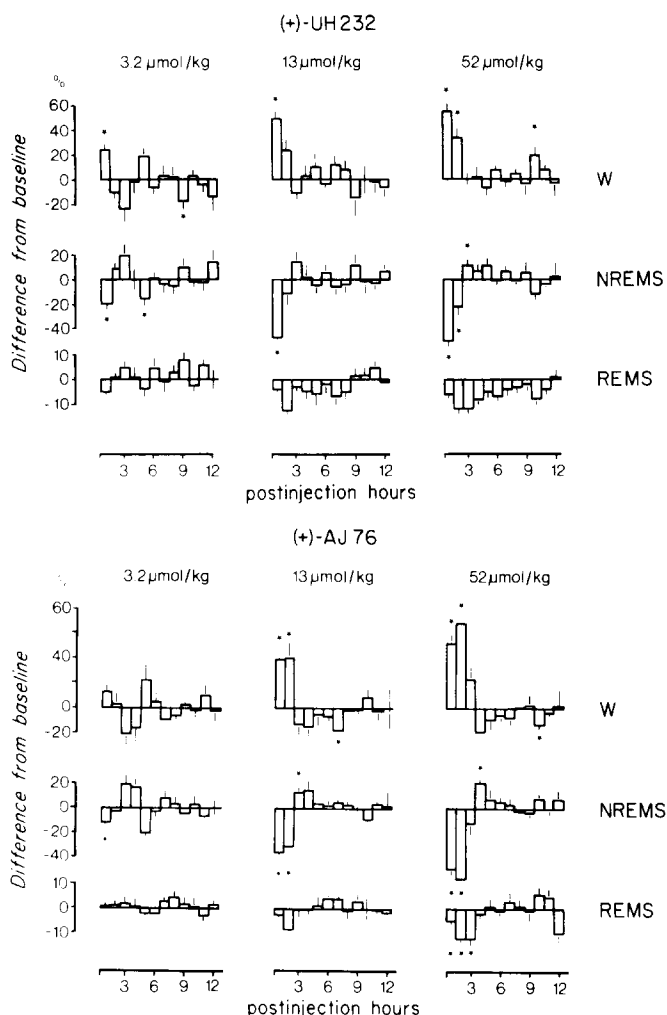 (+)-UH 232
3.2 µmol/kg 13 µmol/kg 52 µmol/kg
%
60
40
20
0
-20
W
20
0
-20
-40
NREMS
10
0
-10
REMS
Difference from baseline
3 6 9 12 3 6 9 12 3 6 9 12
postinjection hours
(+)-AJ 76
3.2 µmol/kg 13 µmol/kg 52 µmol/kg
60
40
20
0
-20
W
20
0
-20
-40
NREMS
10
0
-10
REMS
Difference from baseline
3 6 9 12 3 6 9 12 3 6 9 12
postinjection hours